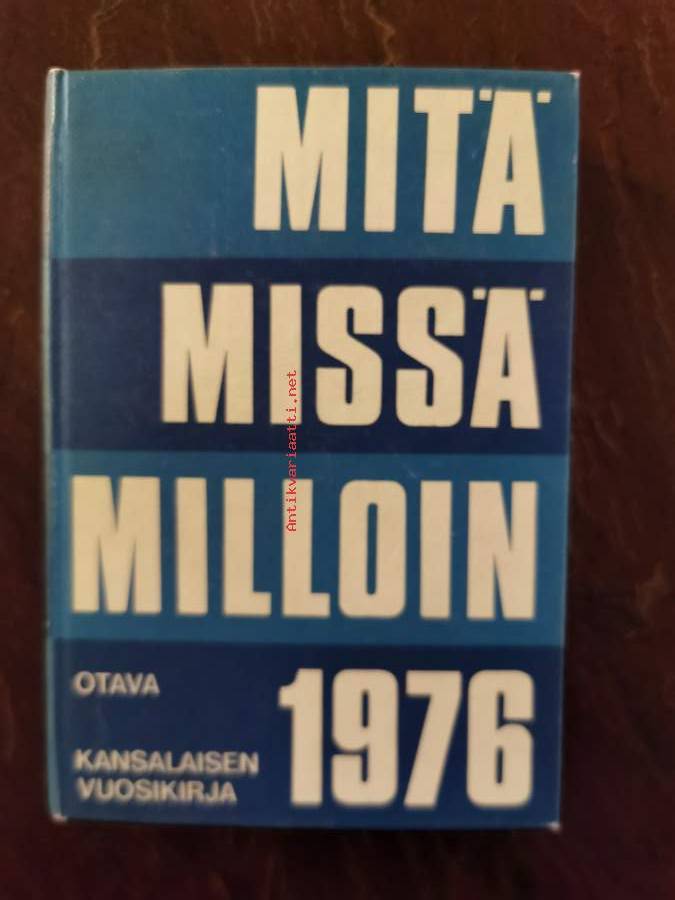 MITÄ
MISSÄ
MILLOIN
1976
OTAVA
KANSALAISEN
VUOSIKIRJA
Antikvariaatti.net